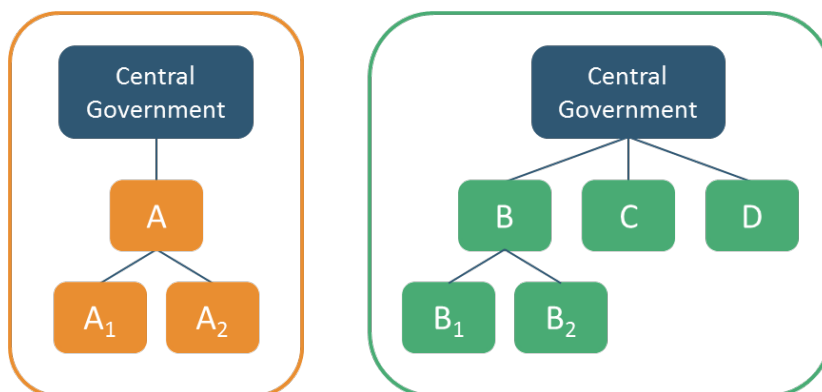 Central
Government
A
A₁
A₂
Central
Government
B
C
D
B₁
B₂